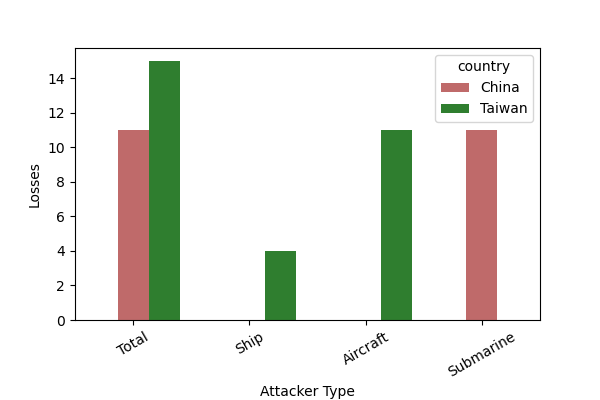 country
China
Taiwan
14
12
10
8
6
4
2
0
Losses
Total
Ship
Aircraft
Submarine
Attacker Type